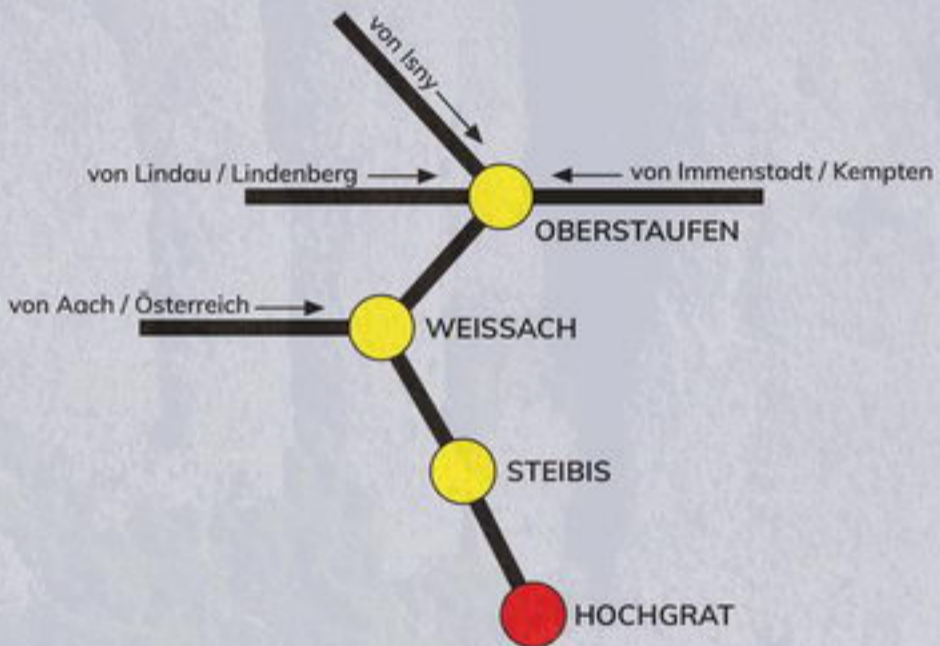 von Isny
von Lindau / Lindenberg
von Immenstadt / Kempten
OBERSTAUFEN
von Aach / Österreich
WEISSACH
STEIBIS
HOCHGRAT